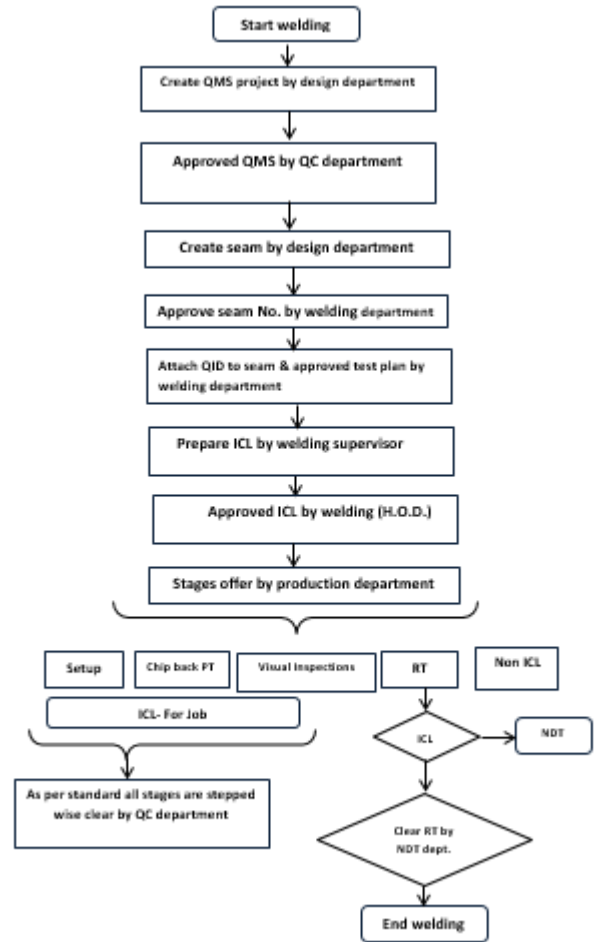 Start welding
Create QMS project by design department
Approved QMS by QC department
Create seam by design department
Approve seam No. by welding department
Attach QID to seam & approved test plan by
welding department
Prepare ICL by welding supervisor
Approved ICL by welding (H.O.D.)
Stages offer by production department
Setup
Chip back PT
Visual Inspections
RT
Non ICL
ICL- For Job
ICL
NDT
As per standard all stages are stepped
wise clear by QC department
Clear RT by
NDT dept.
End welding